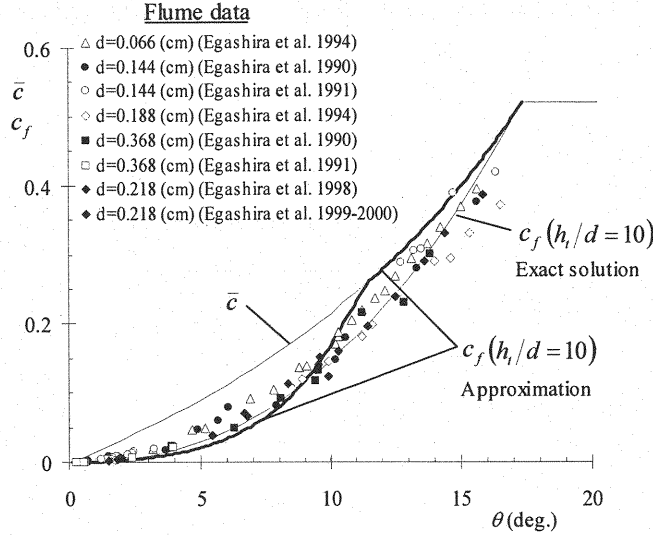 Flume data
0.6
△ d=0.066 (cm) (Egashira et al. 1994)
● d=0.144 (cm) (Egashira et al. 1990)
○ d=0.144 (cm) (Egashira et al. 1991)
◇ d=0.188 (cm) (Egashira et al. 1994)
■ d=0.368 (cm) (Egashira et al. 1990)
□ d=0.368 (cm) (Egashira et al. 1991)
◆ d=0.218 (cm) (Egashira et al. 1998)
◆ d=0.218 (cm) (Egashira et al. 1999-2000)
c̄
c_f
0.4
c_f (h_t/d = 10)
Exact solution
c̄
0.2
c_f (h_t/d = 10)
Approximation
0
0 5 10 15 20
θ (deg.)